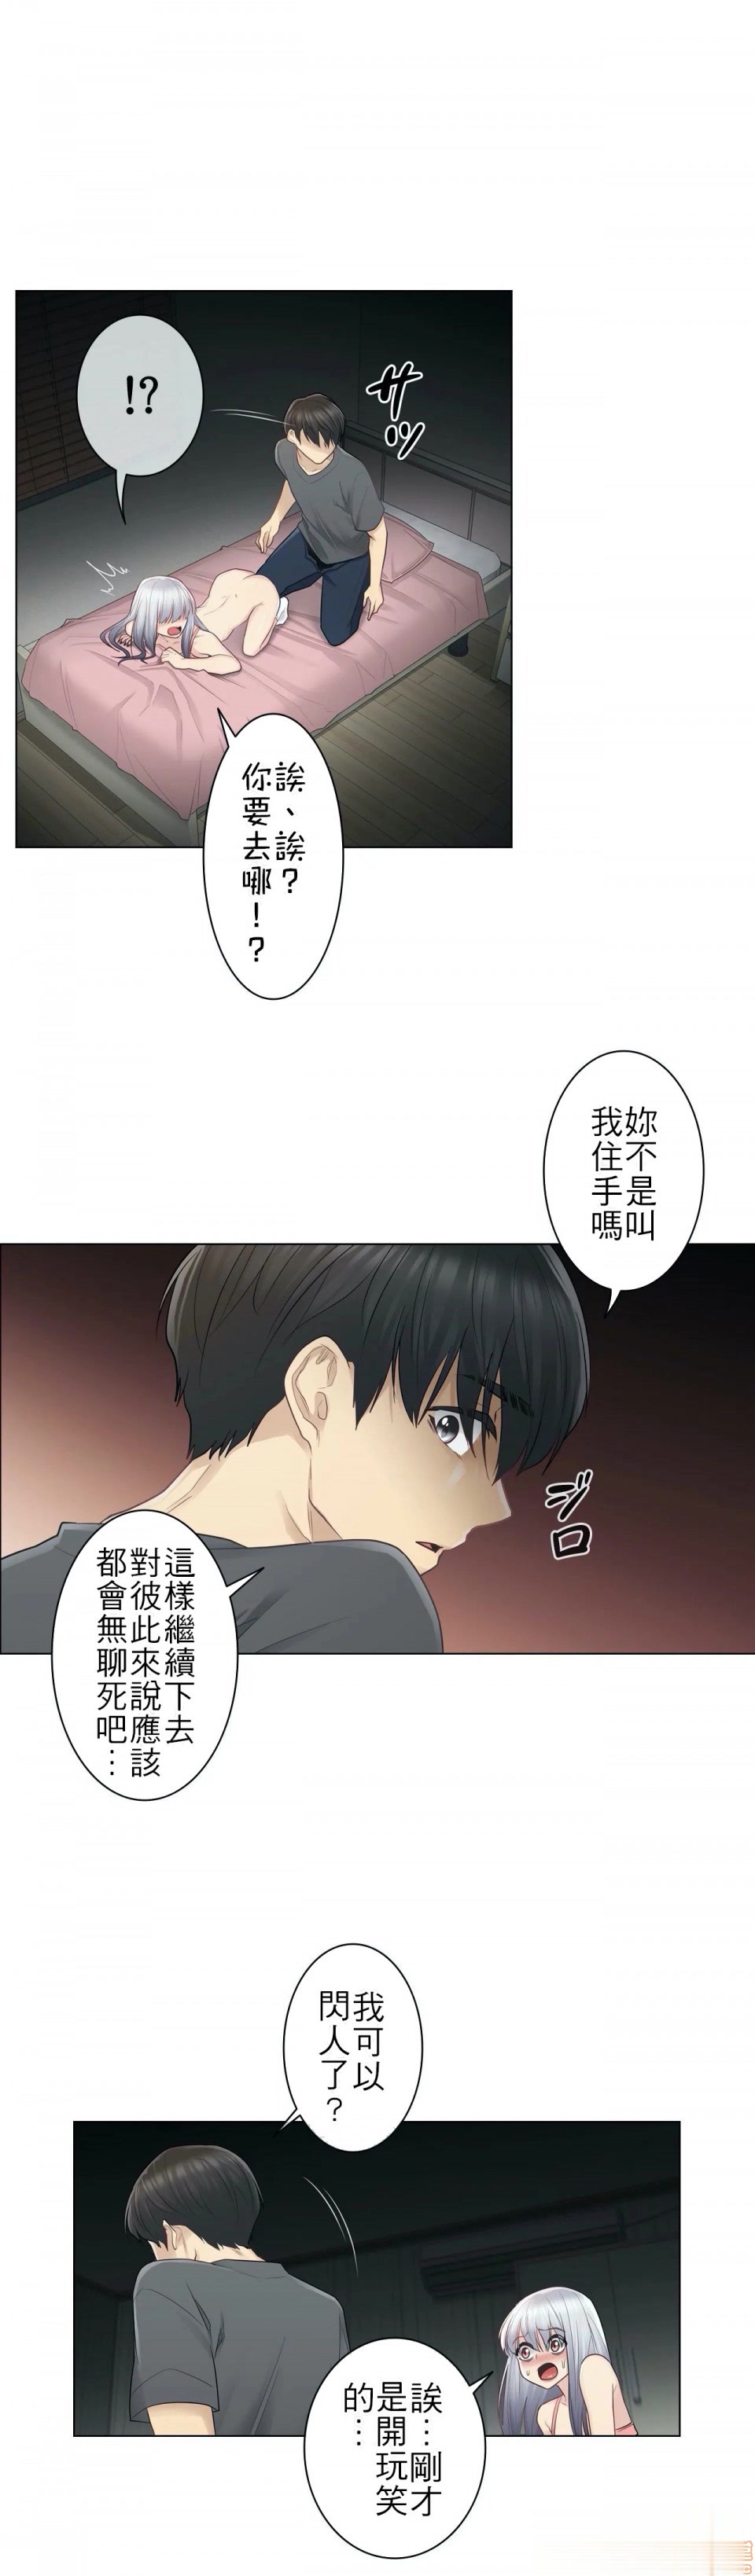 !?
サッ
誒、誒?
你要去哪!?
妳不是叫
我住手嗎
ジロ
這樣繼續下去
對彼此來說應該
都會無聊死吧…
我可以
閃人了?
誒…剛才
是開玩笑
的…